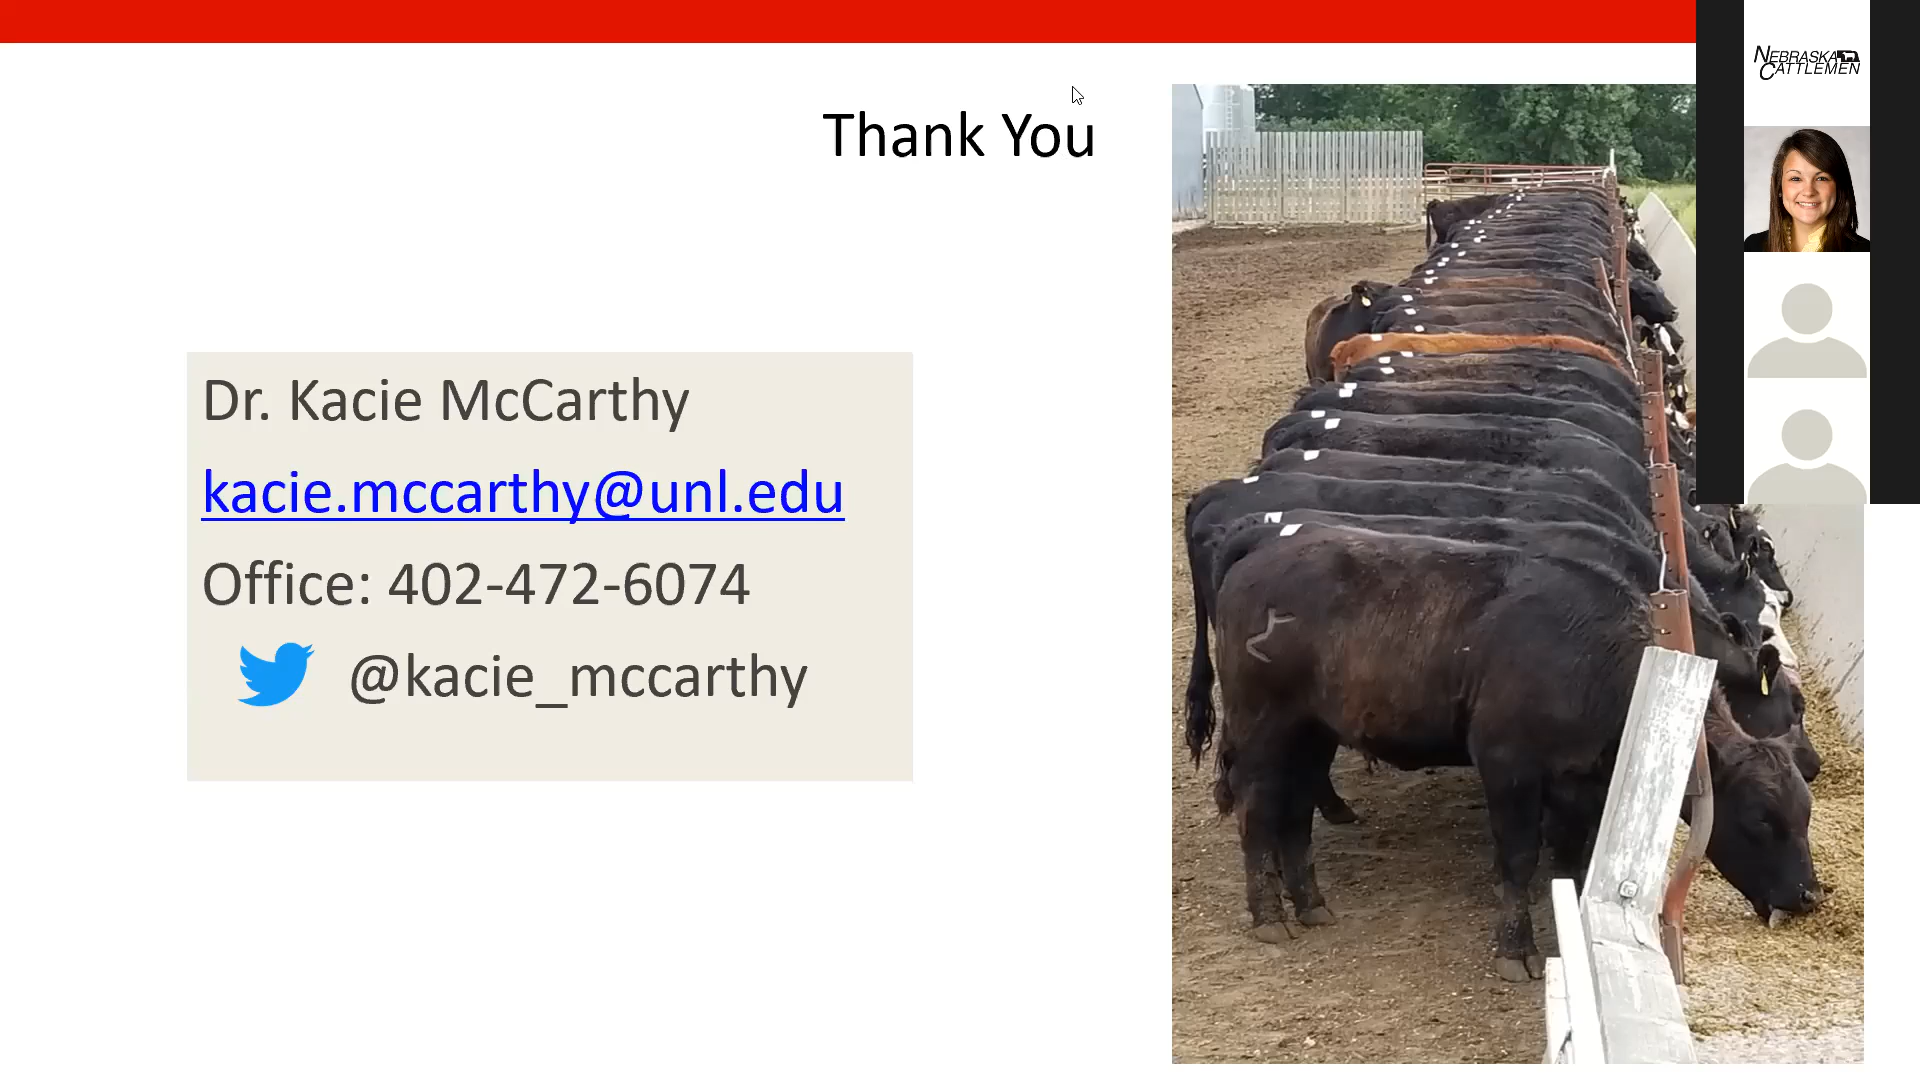 Thank You
NEBRASKA
CATTLEMEN
Dr. Kacie McCarthy
kacie.mccarthy@unl.edu
Office: 402-472-6074
@kacie_mccarthy